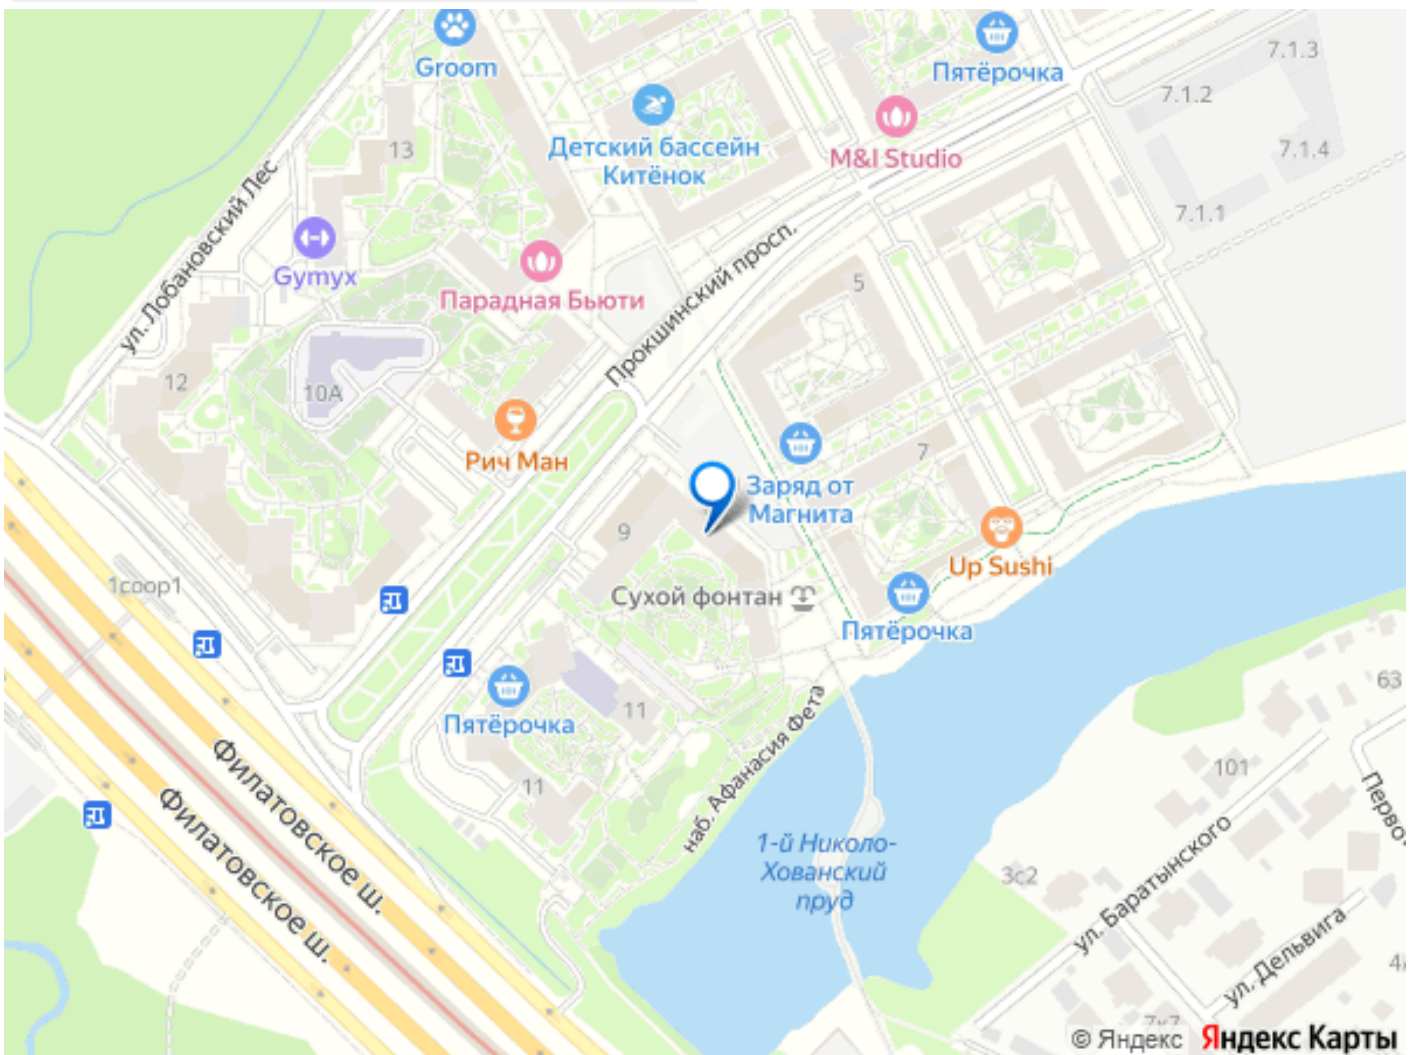 Groom
Пятёрочка
7.1.3
7.1.2
13
Детский бассейн
Китёнок
M&I Studio
7.1.4
ул. Лобановский Лес
7.1.1
Gymyx
Парадная Бьюти
Прокшинский просп.
5
12
10А
Рич Ман
7
Заряд от
Магнита
9
Up Sushi
1соор1
Сухой фонтан
Пятёрочка
63
11
Пятёрочка
наб. Афанасия Фета
Филатовское ш.
101
11
Филатовское ш.
1-й Николо-
Хованский
пруд
3с2
ул. Баратынского
ул. Дельвига
© Яндекс
Яндекс Карты